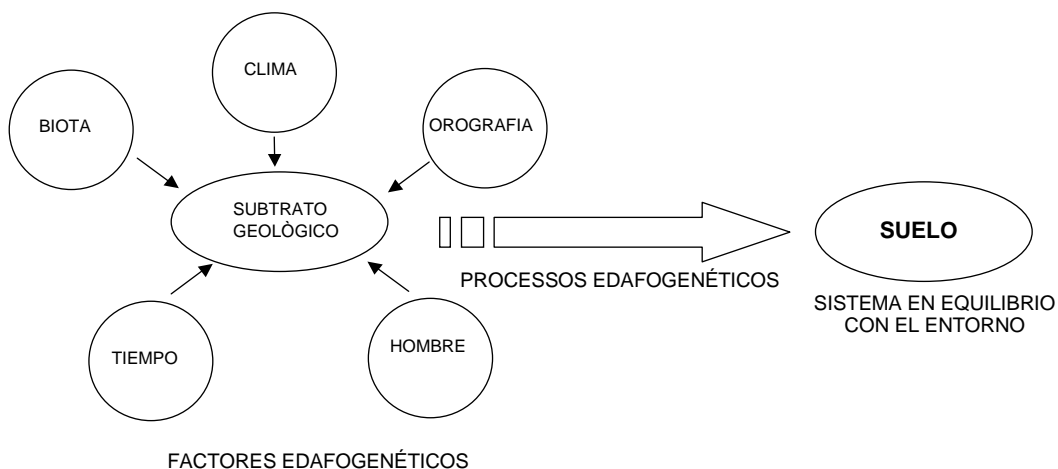 CLIMA
BIOTA
OROGRAFIA
SUBTRATO
GEOLÒGICO
TIEMPO
HOMBRE
FACTORES EDAFOGENÉTICOS
PROCESSOS EDAFOGENÉTICOS
SUELO
SISTEMA EN EQUILIBRIO
CON EL ENTORNO